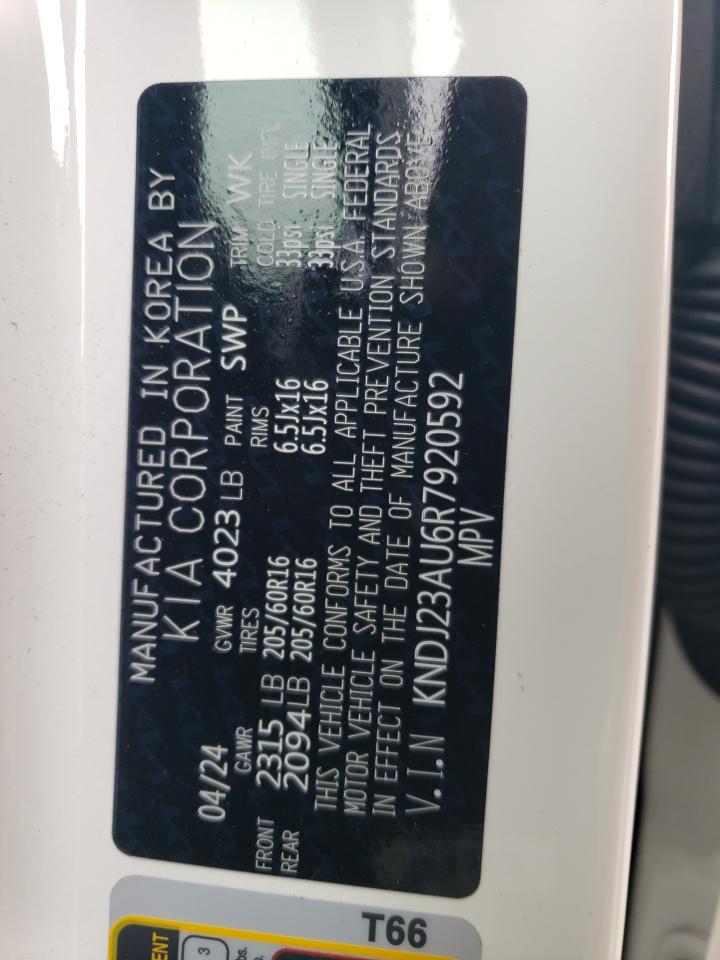 MANUFACTURED IN KOREA BY
KIA CORPORATION
04/24 GVWR 4023 LB PAINT SWP TRIM WK
GAWR TIRES RIMS COLD TIRE INFL
FRONT 2315 LB 205/60R16 6.5Jx16 33psi SINGLE
REAR 2094 LB 205/60R16 6.5Jx16 33psi SINGLE
THIS VEHICLE CONFORMS TO ALL APPLICABLE U.S.A. FEDERAL
MOTOR VEHICLE SAFETY AND THEFT PREVENTION STANDARDS
IN EFFECT ON THE DATE OF MANUFACTURE SHOWN ABOVE
V.I.N KNDJ23AU6R7920592
MPV
T66
3